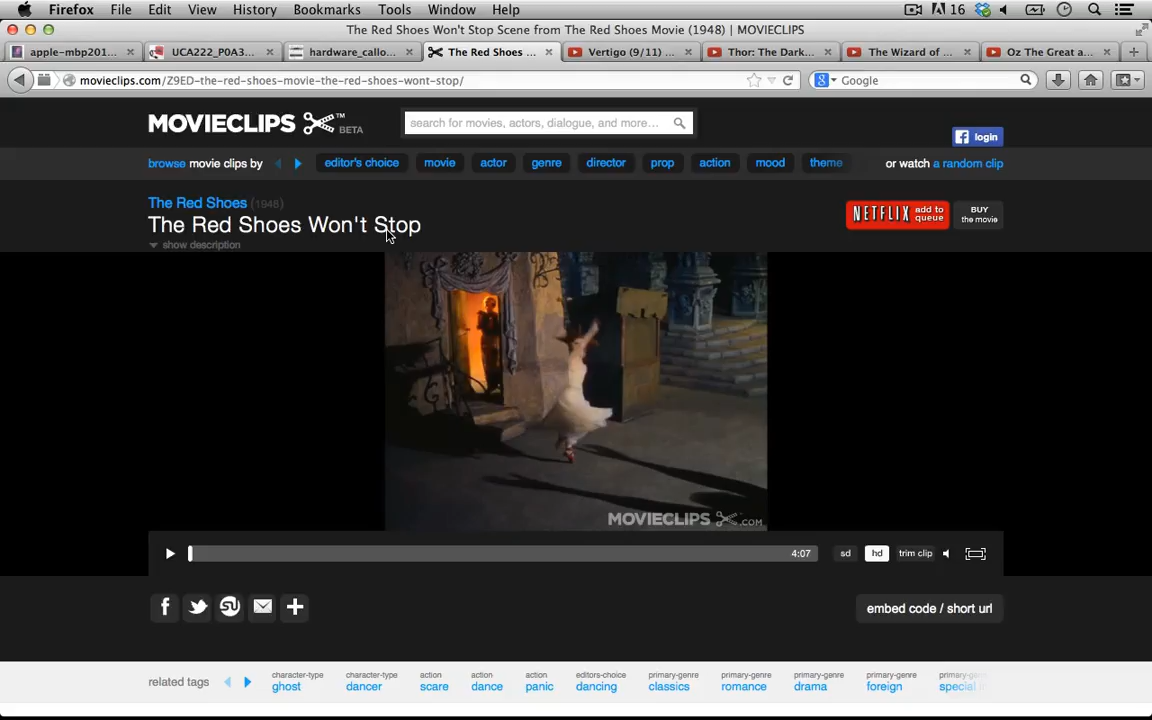 Firefox File Edit View History Bookmarks Tools Window Help 16
The Red Shoes Won't Stop Scene from The Red Shoes Movie (1948) | MOVIECLIPS
apple-mbp201... UCA222_P0A3... hardware_callo... The Red Shoes ... Vertigo (9/11) ... Thor: The Dark... The Wizard of ... Oz The Great a...
movieclips.com/Z9ED-the-red-shoes-movie-the-red-shoes-wont-stop/ Google
MOVIECLIPS ™ BETA search for movies, actors, dialogue, and more... login
browse movie clips by editor's choice movie actor genre director prop action mood theme or watch a random clip
The Red Shoes (1948)
The Red Shoes Won't Stop
NETFLIX add to queue BUY the movie
show description
MOVIECLIPS .COM
4:07 sd hd trim clip
embed code / short url
related tags
character-type character-type action action action editors-choice primary-genre primary-genre primary-genre primary-genre
ghost dancer scare dance panic dancing classics romance drama foreign